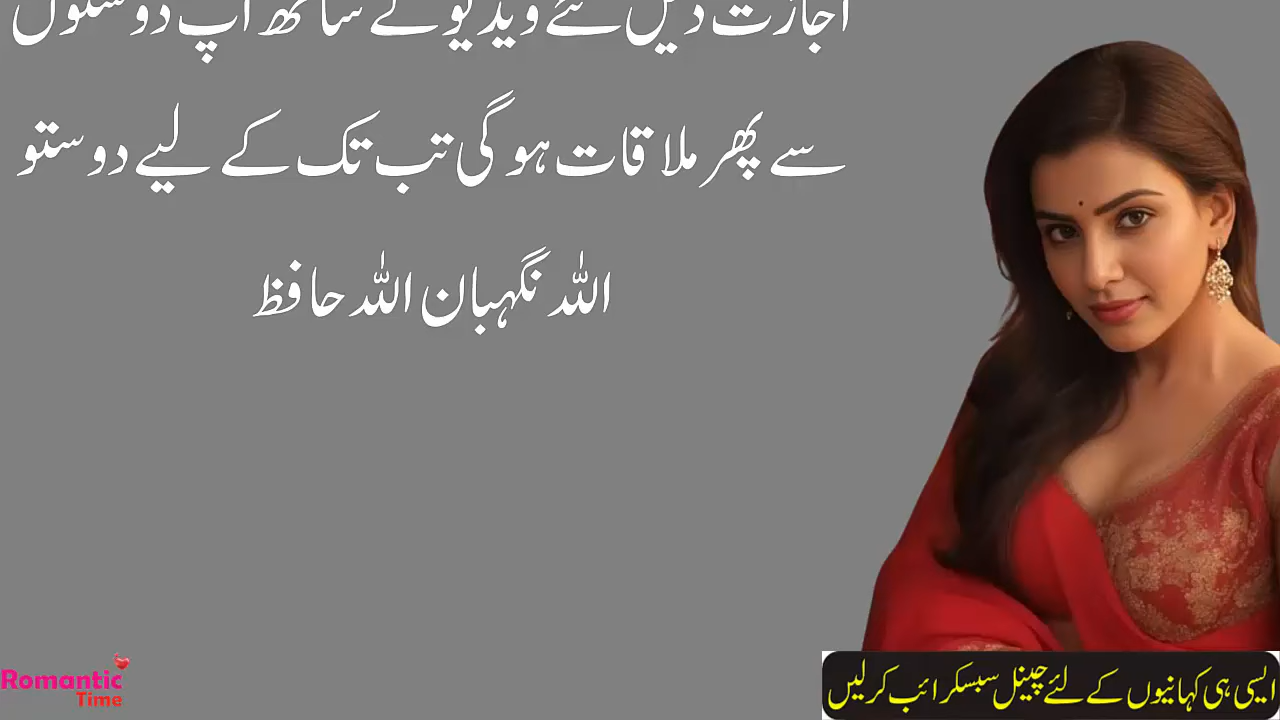 اجازت دیں نئے ویڈیو کے ساتھ آپ دوستوں
سے پھر ملاقات ہو گی تب تک کے لیے دوستو
اللہ نگہبان اللہ حافظ
Romantic
Time
ایسی ہی کہانیوں کے لئے چینل سبسکرائب کرلیں